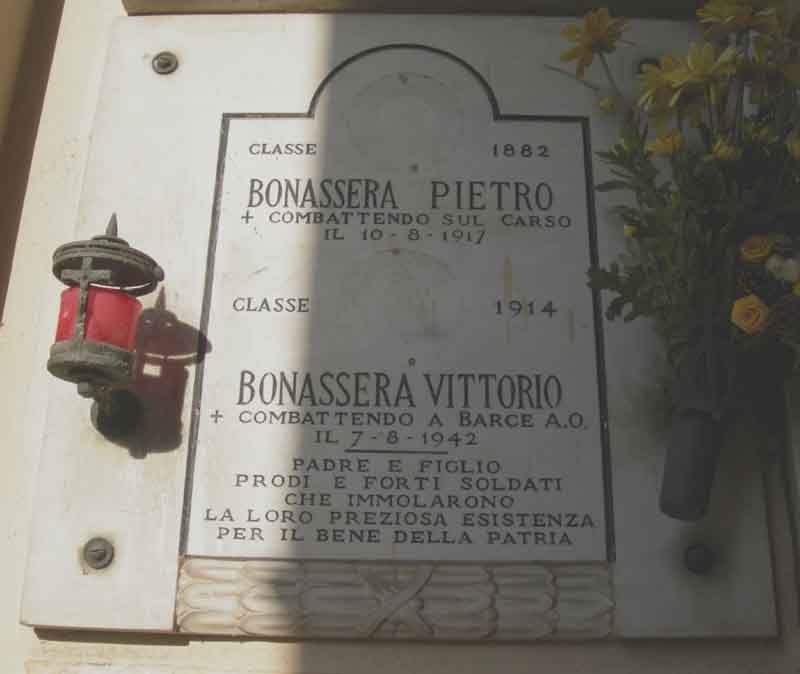 CLASSE 1882
BONASSERA PIETRO
+ COMBATTENDO SUL CARSO
IL 10-8-1917
CLASSE 1914
BONASSERA VITTORIO
+ COMBATTENDO A BARCE A.O.
IL 7-8-1942
PADRE E FIGLIO
PRODI E FORTI SOLDATI
CHE IMMOLARONO
LA LORO PREZIOSA ESISTENZA
PER IL BENE DELLA PATRIA